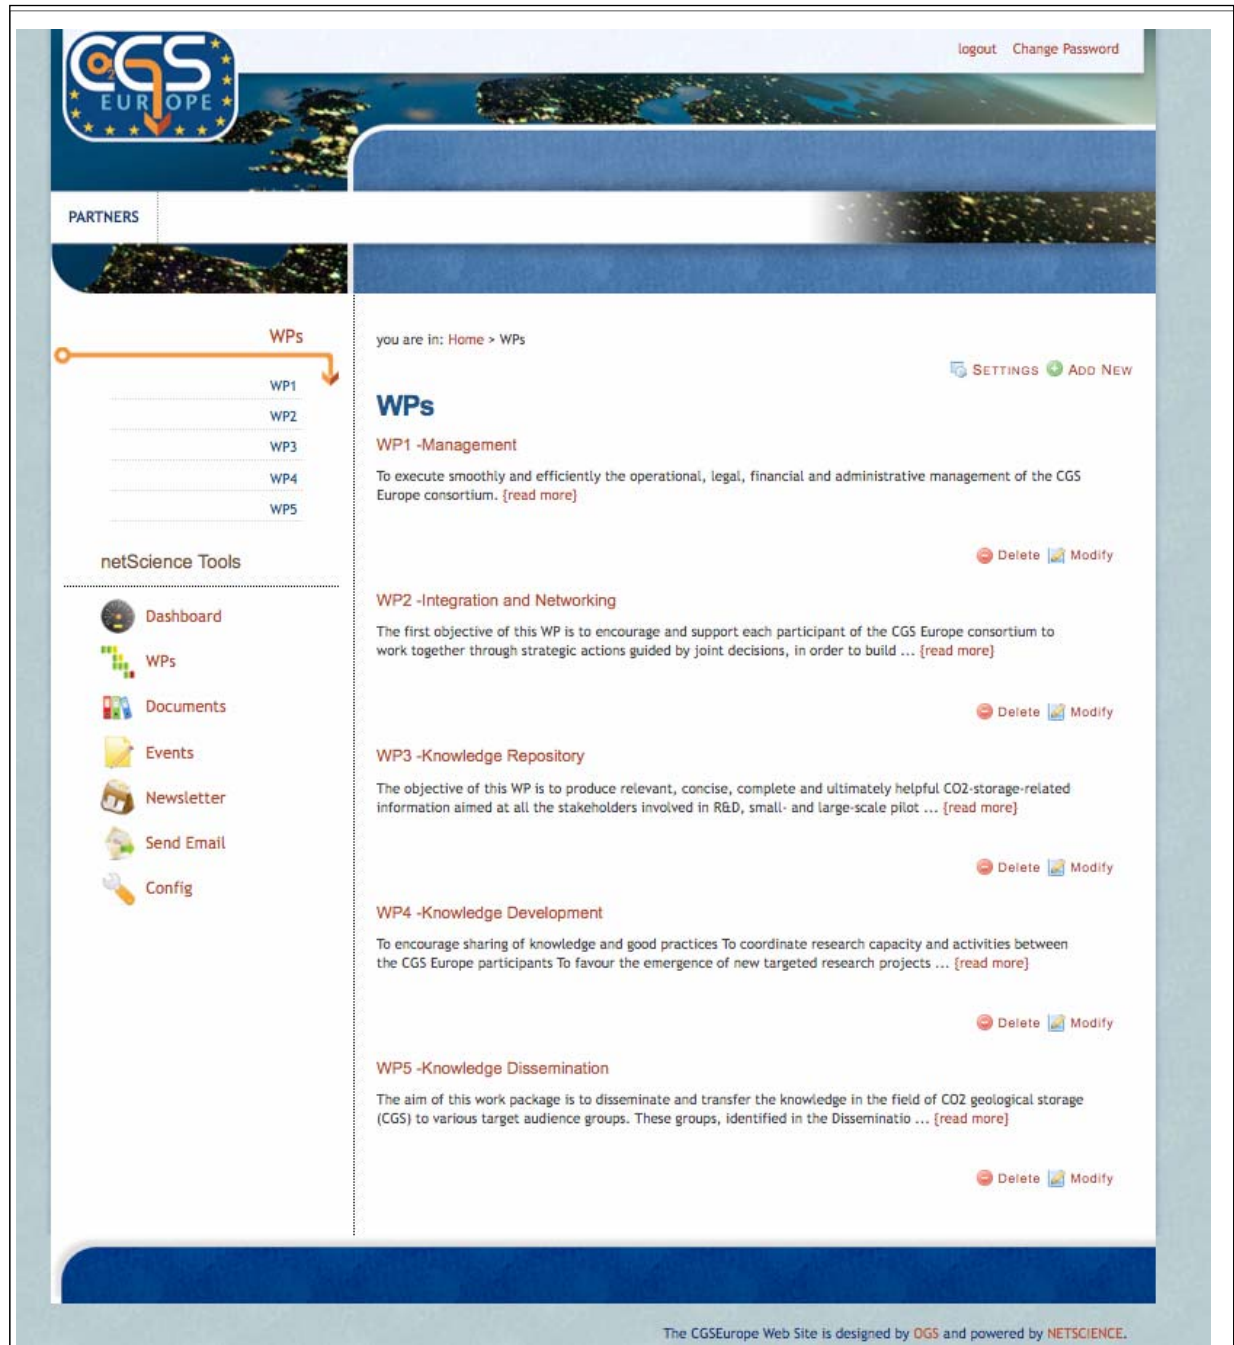 CGS
O2
EUROPE
logout Change Password
PARTNERS
WPs
WP1
WP2
WP3
WP4
WP5
netScience Tools
Dashboard
WPs
Documents
Events
Newsletter
Send Email
Config
you are in: Home > WPs
SETTINGS ADD NEW
WPs
WP1 -Management
To execute smoothly and efficiently the operational, legal, financial and administrative management of the CGS
Europe consortium. {read more}
Delete Modify
WP2 -Integration and Networking
The first objective of this WP is to encourage and support each participant of the CGS Europe consortium to
work together through strategic actions guided by joint decisions, in order to build ... {read more}
Delete Modify
WP3 -Knowledge Repository
The objective of this WP is to produce relevant, concise, complete and ultimately helpful CO2-storage-related
information aimed at all the stakeholders involved in R&D, small- and large-scale pilot ... {read more}
Delete Modify
WP4 -Knowledge Development
To encourage sharing of knowledge and good practices To coordinate research capacity and activities between
the CGS Europe participants To favour the emergence of new targeted research projects ... {read more}
Delete Modify
WP5 -Knowledge Dissemination
The aim of this work package is to disseminate and transfer the knowledge in the field of CO2 geological storage
(CGS) to various target audience groups. These groups, identified in the Disseminatio ... {read more}
Delete Modify
The CGSEurope Web Site is designed by OGS and powered by NETSCIENCE.